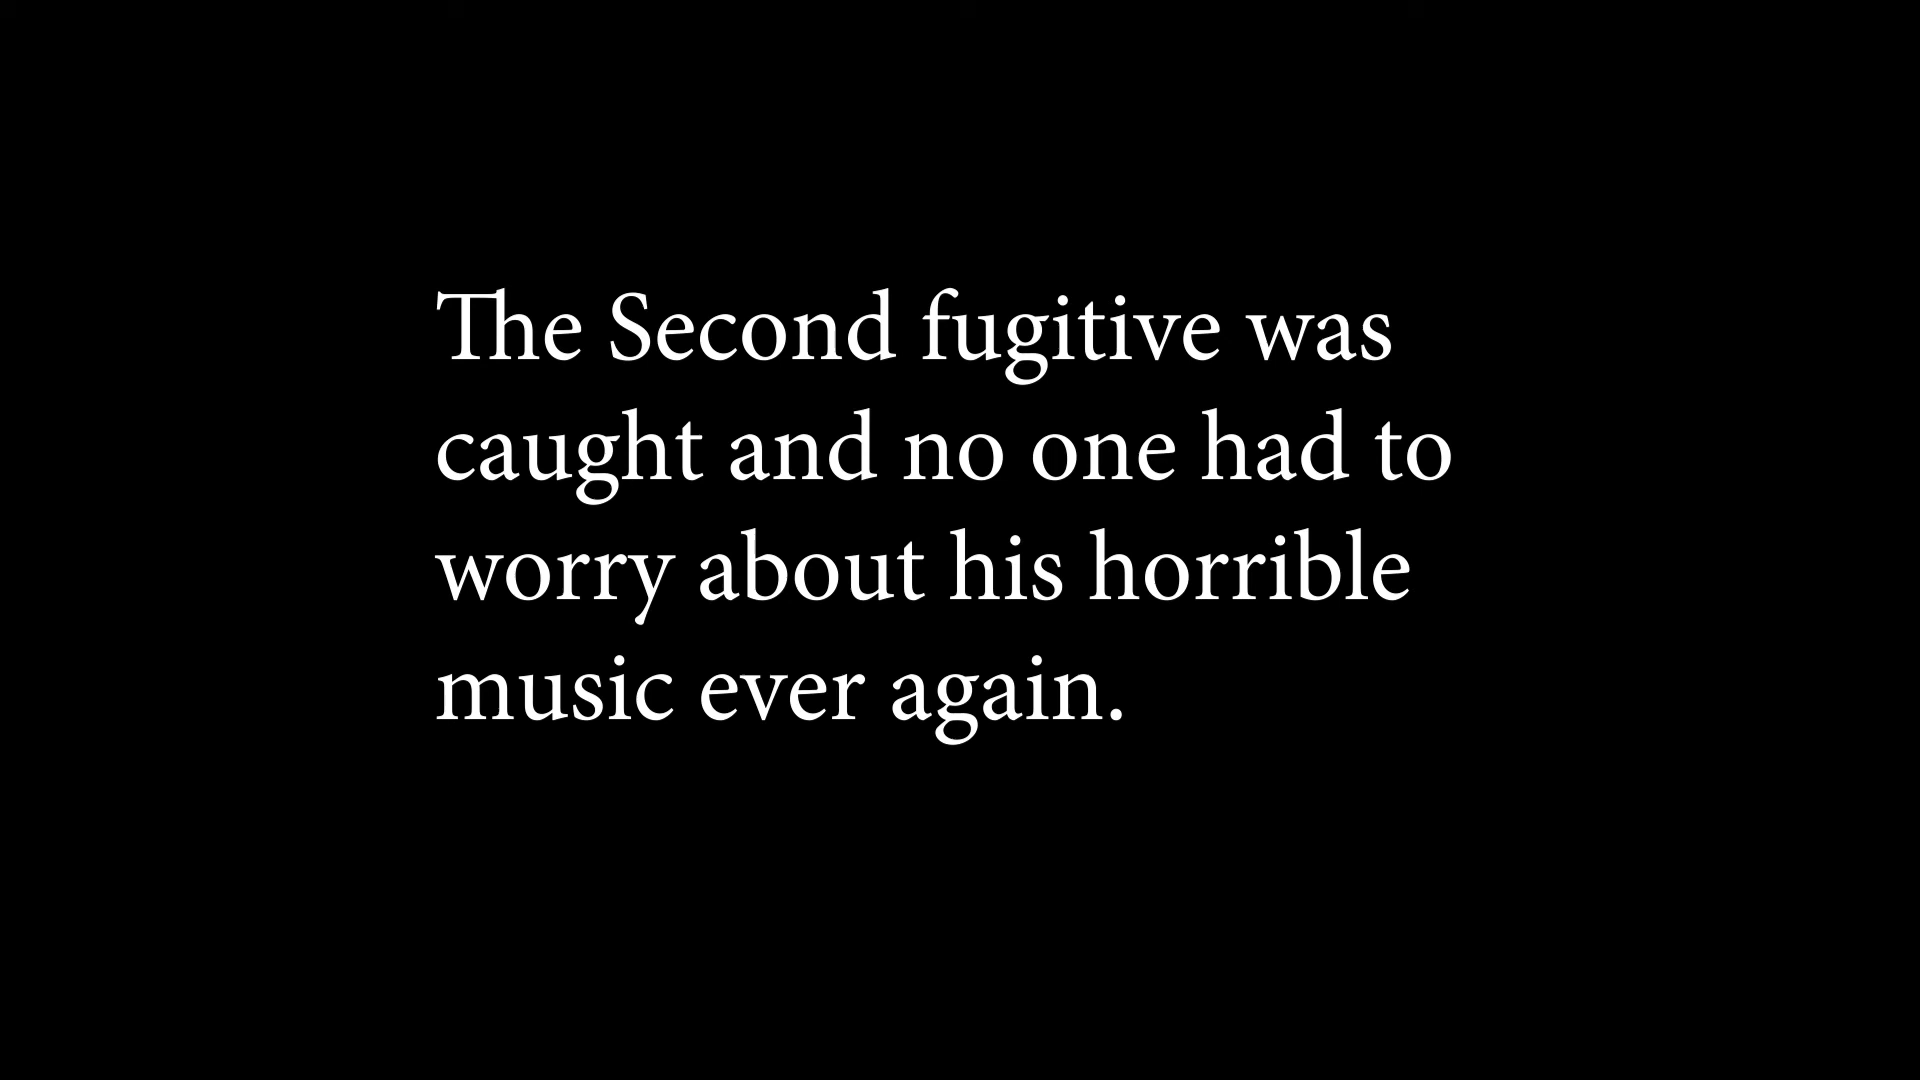 The Second fugitive was
caught and no one had to
worry about his horrible
music ever again.